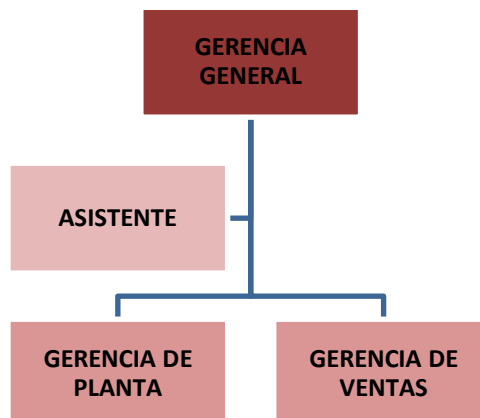 GERENCIA
GENERAL
ASISTENTE
GERENCIA DE
PLANTA
GERENCIA DE
VENTAS